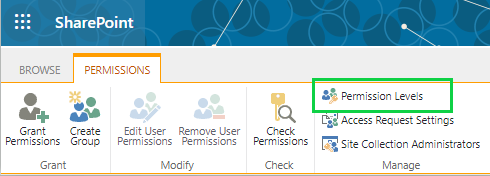 SharePoint
BROWSE PERMISSIONS
Grant Permissions
Create Group
Edit User Permissions
Remove User Permissions
Check Permissions
Permission Levels
Access Request Settings
Site Collection Administrators
Grant Modify Check Manage